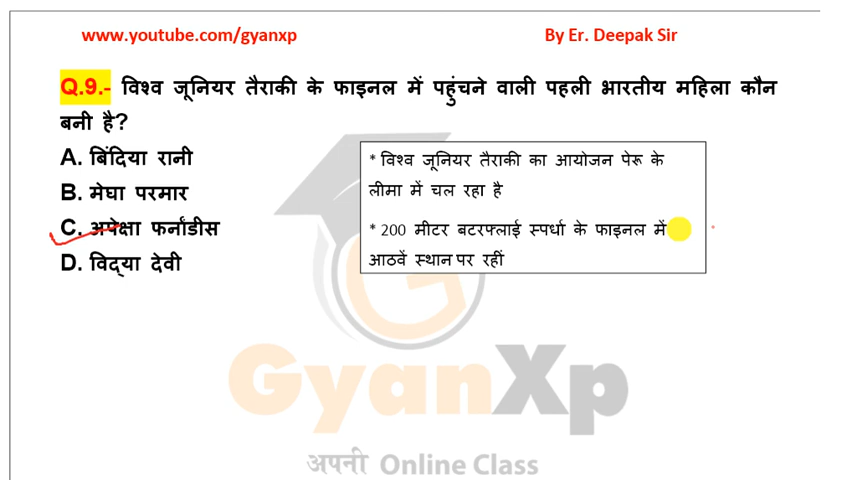 www.youtube.com/gyanxp By Er. Deepak Sir
Q.9.- विश्व जूनियर तैराकी के फाइनल में पहुंचने वाली पहली भारतीय महिला कौन
बनी है?
A. बिंदिया रानी
B. मेघा परमार
C. अपेक्षा फर्नांडीस
D. विद्या देवी
* विश्व जूनियर तैराकी का आयोजन पेरू के
लीमा में चल रहा है
* 200 मीटर बटरफ्लाई स्पर्धा के फाइनल में
आठवें स्थान पर रहीं
GyanXp
अपनी Online Class